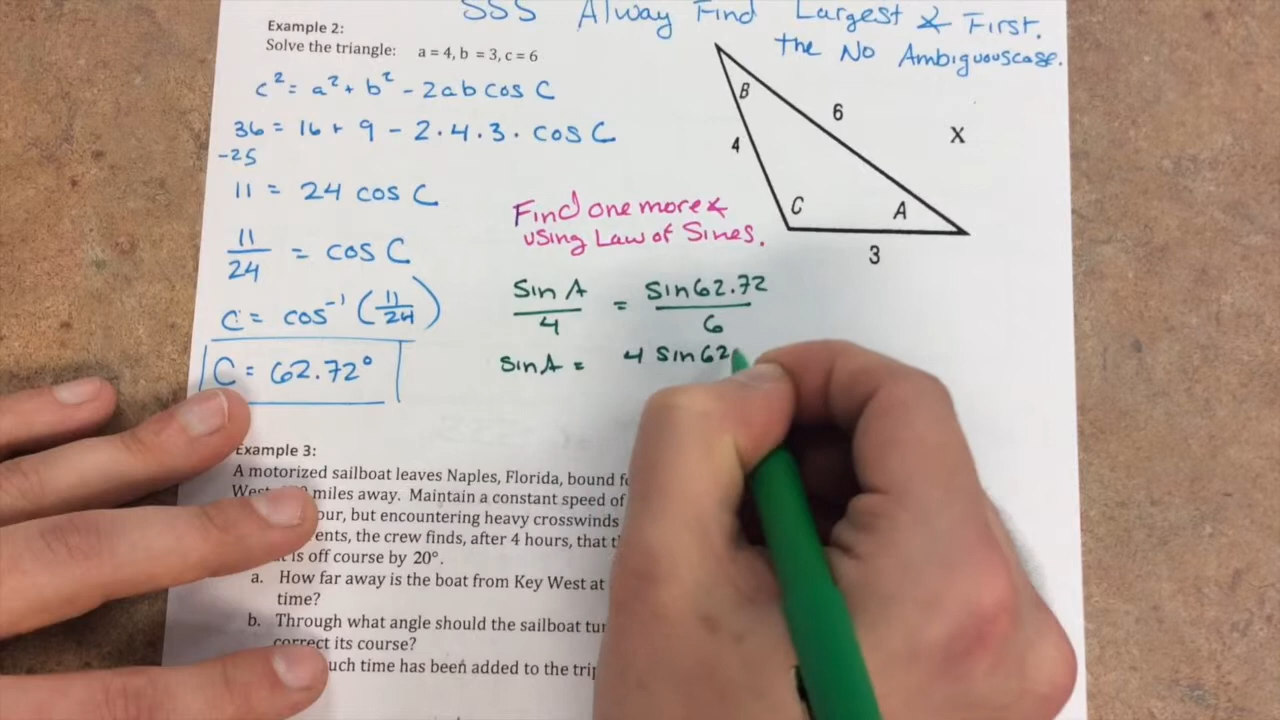 SSS Alway Find Largest ∡ First.
the No Ambiguouscase.
Example 2:
Solve the triangle: a = 4, b = 3, c = 6
c² = a² + b² - 2ab cos C
36 = 16 + 9 - 2·4·3· cos C
-25
11 = 24 cos C
11
24
= cos C
C = cos⁻¹ (11/24)
C = 62.72°
B
6
X
4
C
A
3
Find one more ∡
using Law of Sines.
Sin A = Sin 62.72
4 6
Sin A = 4 Sin 62
Example 3:
A motorized sailboat leaves Naples, Florida, bound
West, miles away. Maintain a constant speed of
but encountering heavy crosswinds
the crew finds, after 4 hours, that
is off course by 20°.
a. How far away is the boat from Key West at
time?
b. Through what angle should the sailboat
correct its course?
much time has been added to the